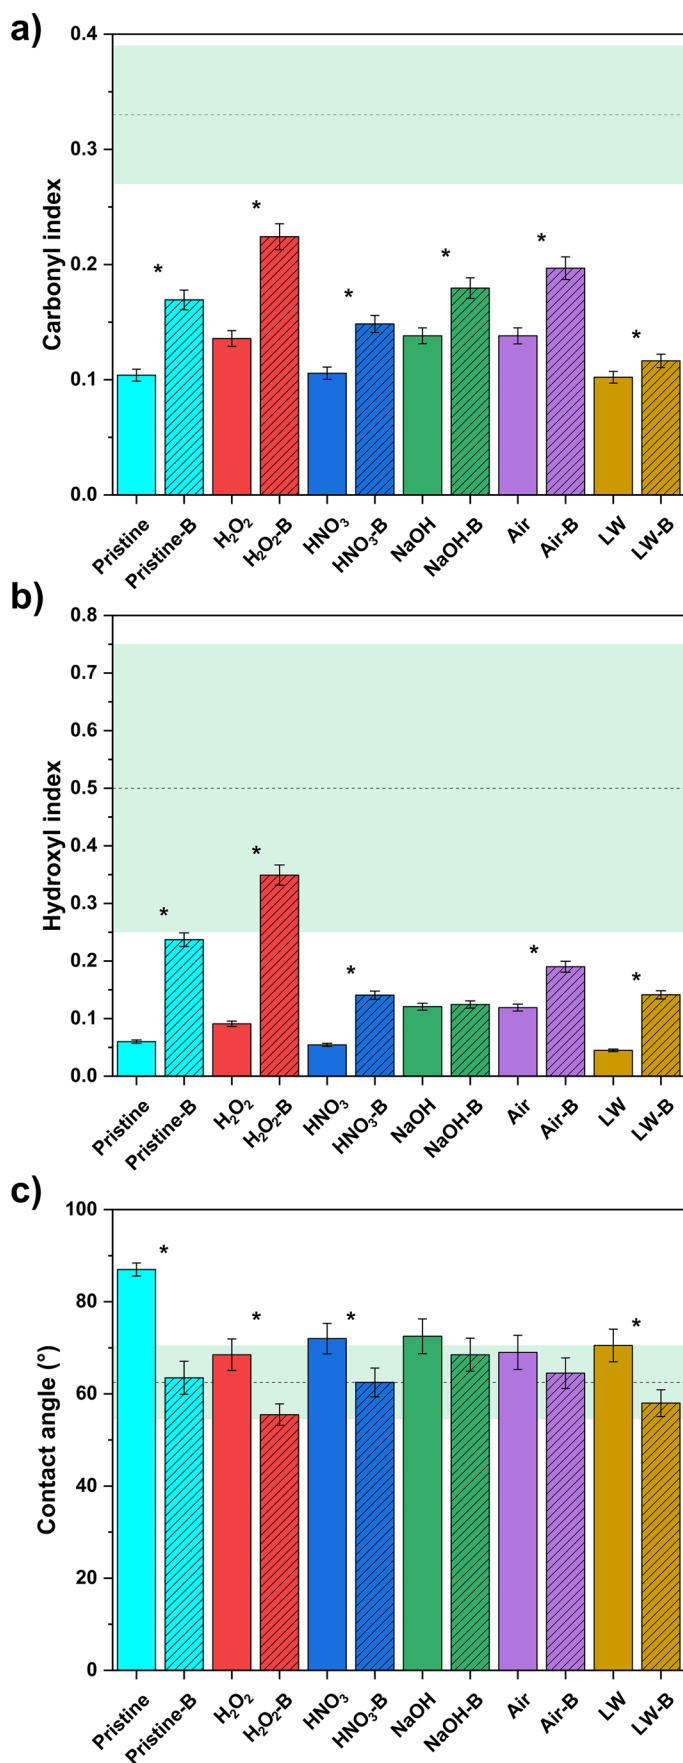 a)
Carbonyl index
0.4
0.3
0.2
0.1
0.0
* * * * * *
Pristine Pristine-B H₂O₂ H₂O₂-B HNO₃ HNO₃-B NaOH NaOH-B Air Air-B LW LW-B
b)
Hydroxyl index
0.8
0.7
0.6
0.5
0.4
0.3
0.2
0.1
0.0
* * * * *
Pristine Pristine-B H₂O₂ H₂O₂-B HNO₃ HNO₃-B NaOH NaOH-B Air Air-B LW LW-B
c)
Contact angle (°)
100
80
60
40
20
0
* * * *
Pristine Pristine-B H₂O₂ H₂O₂-B HNO₃ HNO₃-B NaOH NaOH-B Air Air-B LW LW-B